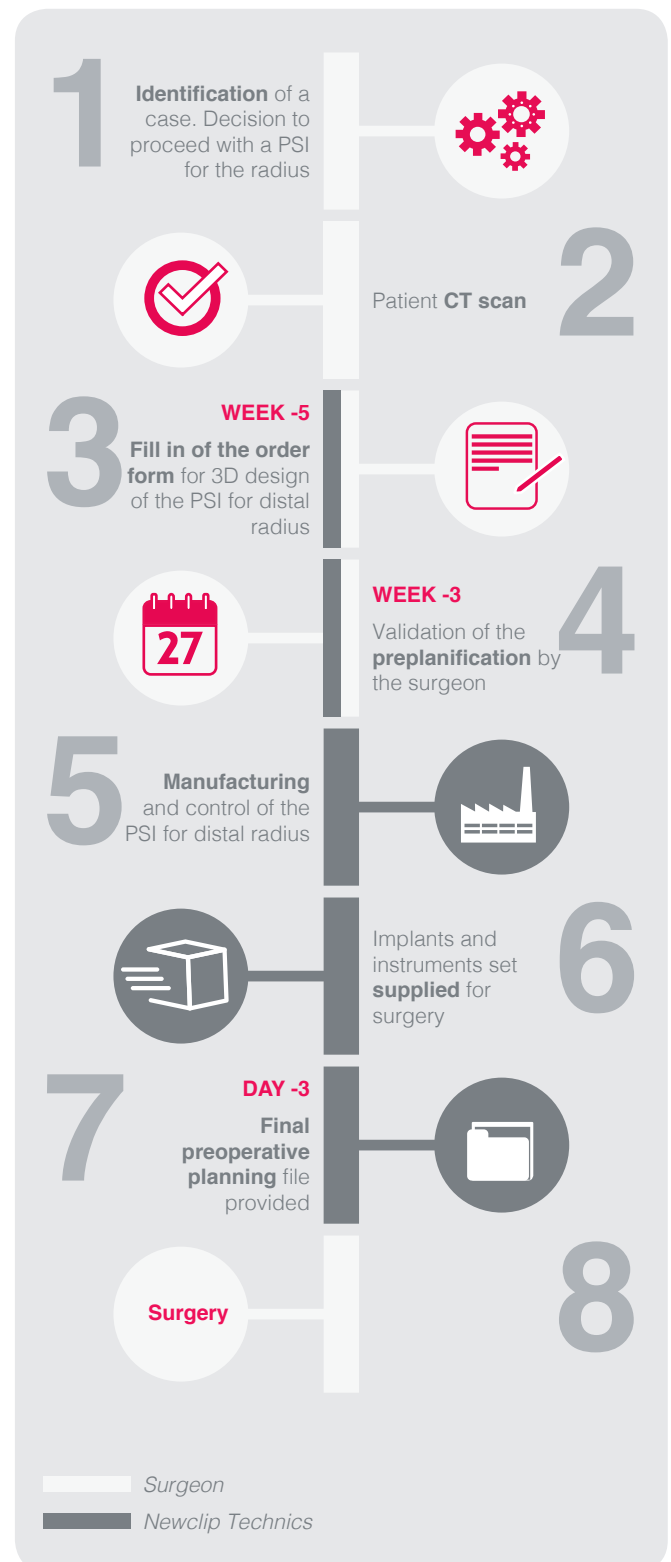 1
Identification of a
case. Decision to
proceed with a PSI
for the radius
2
Patient CT scan
3
WEEK -5
Fill in of the order
form for 3D design
of the PSI for distal
radius
4
WEEK -3
Validation of the
preplanification by
the surgeon
27
5
Manufacturing
and control of the
PSI for distal radius
6
Implants and
instruments set
supplied for
surgery
7
DAY -3
Final
preoperative
planning file
provided
8
Surgery
Surgeon
Newclip Technics